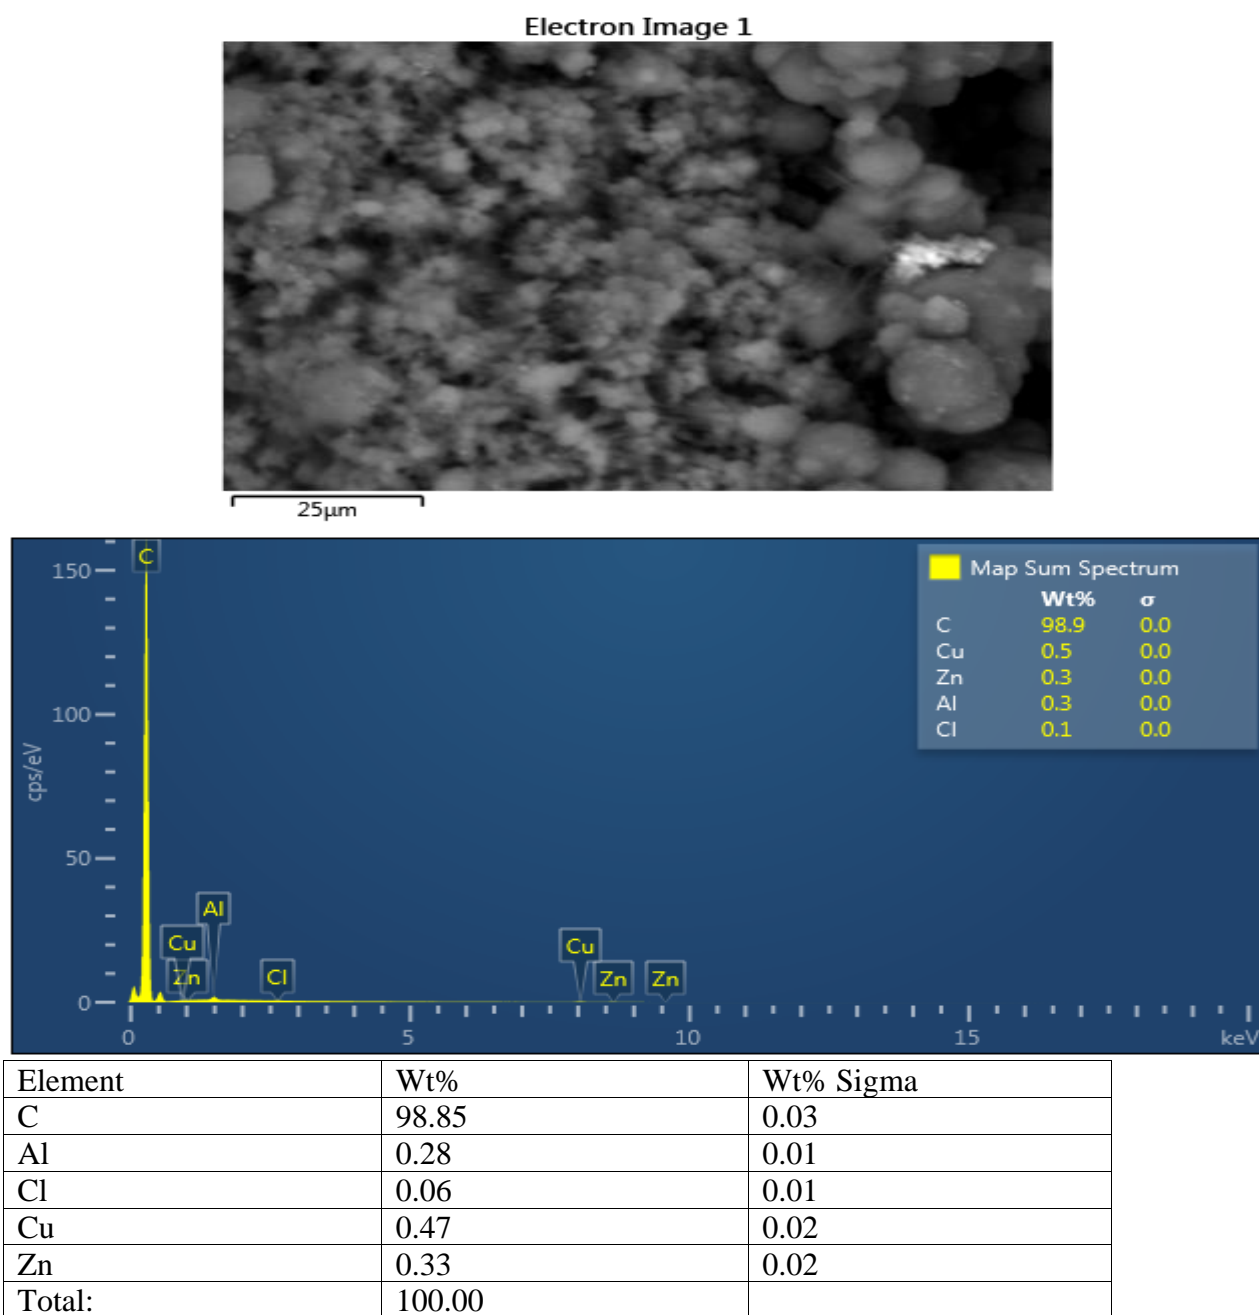 Electron Image 1
25µm
Map Sum Spectrum
Wt% σ
C 98.9 0.0
Cu 0.5 0.0
Zn 0.3 0.0
Al 0.3 0.0
Cl 0.1 0.0
cps/eV
150
100
50
0
C
Al
Cu
Zn
Cl
Cu
Zn
Zn
0 5 10 15 keV
Element Wt% Wt% Sigma
C 98.85 0.03
Al 0.28 0.01
Cl 0.06 0.01
Cu 0.47 0.02
Zn 0.33 0.02
Total: 100.00